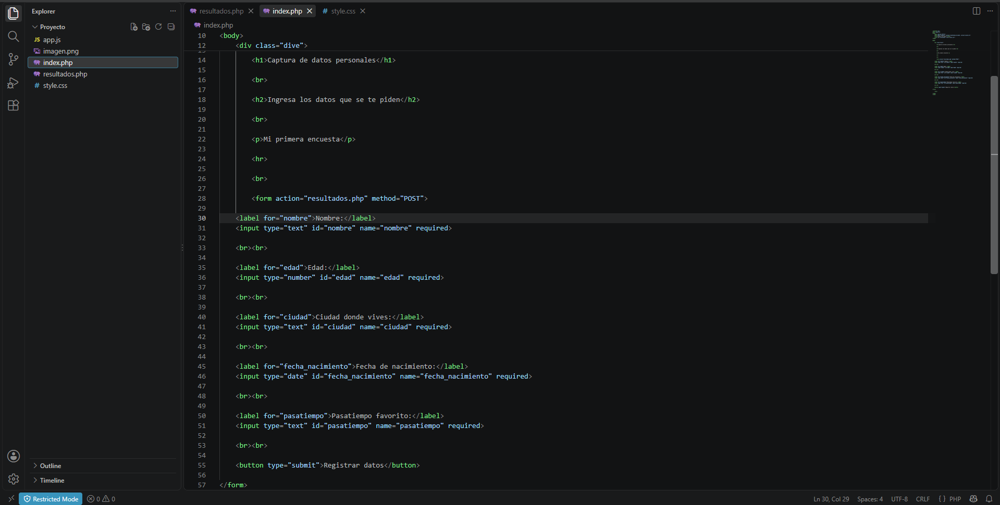 Explorer
Proyecto
JS app.js
imagen.png
index.php
resultados.php
# style.css
Outline
Timeline
resultados.php
index.php
# style.css
index.php
10 <body>
12 <div class="dive">
14 <h1>Captura de datos personales</h1>
15
16 <br>
17
18 <h2>Ingresa los datos que se te piden</h2>
19
20 <br>
21
22 <p>Mi primera encuesta</p>
23
24 <hr>
25
26 <br>
27
28 <form action="resultados.php" method="POST">
29
30 <label for="nombre">Nombre:</label>
31 <input type="text" id="nombre" name="nombre" required>
32
33 <br><br>
34
35 <label for="edad">Edad:</label>
36 <input type="number" id="edad" name="edad" required>
37
38 <br><br>
39
40 <label for="ciudad">Ciudad donde vives:</label>
41 <input type="text" id="ciudad" name="ciudad" required>
42
43 <br><br>
44
45 <label for="fecha_nacimiento">Fecha de nacimiento:</label>
46 <input type="date" id="fecha_nacimiento" name="fecha_nacimiento" required>
47
48 <br><br>
49
50 <label for="pasatiempo">Pasatiempo favorito:</label>
51 <input type="text" id="pasatiempo" name="pasatiempo" required>
52
53 <br><br>
54
55 <button type="submit">Registrar datos</button>
56
57 </form>
Restricted Mode 0 0 Ln 30, Col 29 Spaces: 4 UTF-8 CRLF { } PHP